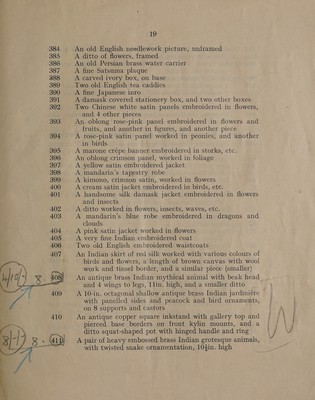 19
384 An old English needlework picture, unframed
385 A ditto of flowers, framed
386 An old Persian brass water carrier
387 A fine Satsuma plaque
388 A carved ivory box, on base
389 Two old English tea caddies
390 A fine Japanese inro
391 A damask covered stationery box, and two other boxes
392 Two Chinese white satin panels embroidered in flowers,
and 4 other pieces
393 An oblong rose-pink panel embroidered in flowers and
fruits, and another in figures, and another piece
394 A rose-pink satin panel worked in peonies, and another
in birds
395 A marone crêpe banner embroidered in storks, etc.
396 An oblong crimson panel, worked in foliage
397 A yellow satin embroidered jacket
398 A mandarin's tapestry robe
399 A kimono, crimson satin, worked in flowers
400 A cream satin jacket embroidered in birds, etc.
401 A handsome silk damask jacket embroidered in flowers
and insects
402 A ditto worked in flowers, insects, waves, etc.
403 A mandarin's blue robe embroidered in dragons and
clouds
404 A pink satin jacket worked in flowers
405 A very fine Indian embroidered coat
406 Two old English embroidered waistcoats
407 An Indian skirt of red silk worked with various colours of
birds and flowers, a length of brown canvas with wool
work and tinsel border, and a similar piece (smaller)
8. 408 An antique brass Indian mythical animal with beak head
and 4 wings to legs, 11in. high, and a smaller ditto
409 A 10-in. octagonal shallow antique brass Indian jardinière
with panelled sides and peacock and bird ornaments,
on 8 supports and castors
410 An antique copper square inkstand with gallery top and
pierced base borders on front kylin mounts, and a
ditto squat-shaped pot with hinged handle and ring
8/-/- 8. 411 A pair of heavy embossed brass Indian grotesque animals,
with twisted snake ornamentation, 10½in. high
W